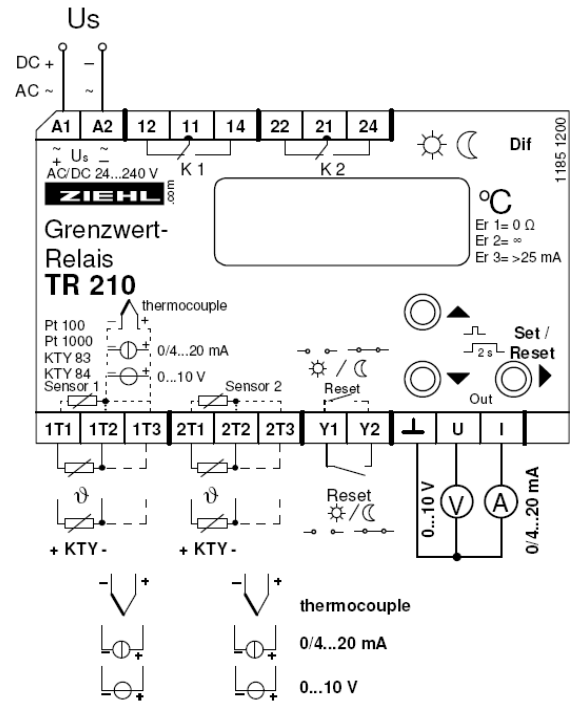 Us
DC + –
AC ~ ~
A1 A2 12 11 14 22 21 24
~ Us ~
+ –
AC/DC 24...240 V
K 1 K 2
Dif
1185 1200
ZIEHL
°C
Er 1= 0 Ω
Er 2= ∞
Er 3= >25 mA
Grenzwert-
Relais
TR 210
thermocouple
– +
Pt 100
Pt 1000
KTY 83
KTY 84
– + 0/4...20 mA
– + 0...10 V
Set /
Reset
2 s
Sensor 1 Sensor 2
/
Reset
Out
1T1 1T2 1T3 2T1 2T2 2T3 Y1 Y2 ⊥ U I
ϑ ϑ
Reset
/
+ KTY - + KTY -
0...10 V
V A
0/4...20 mA
– + – +
thermocouple
– + – +
0/4...20 mA
– + – +
0...10 V